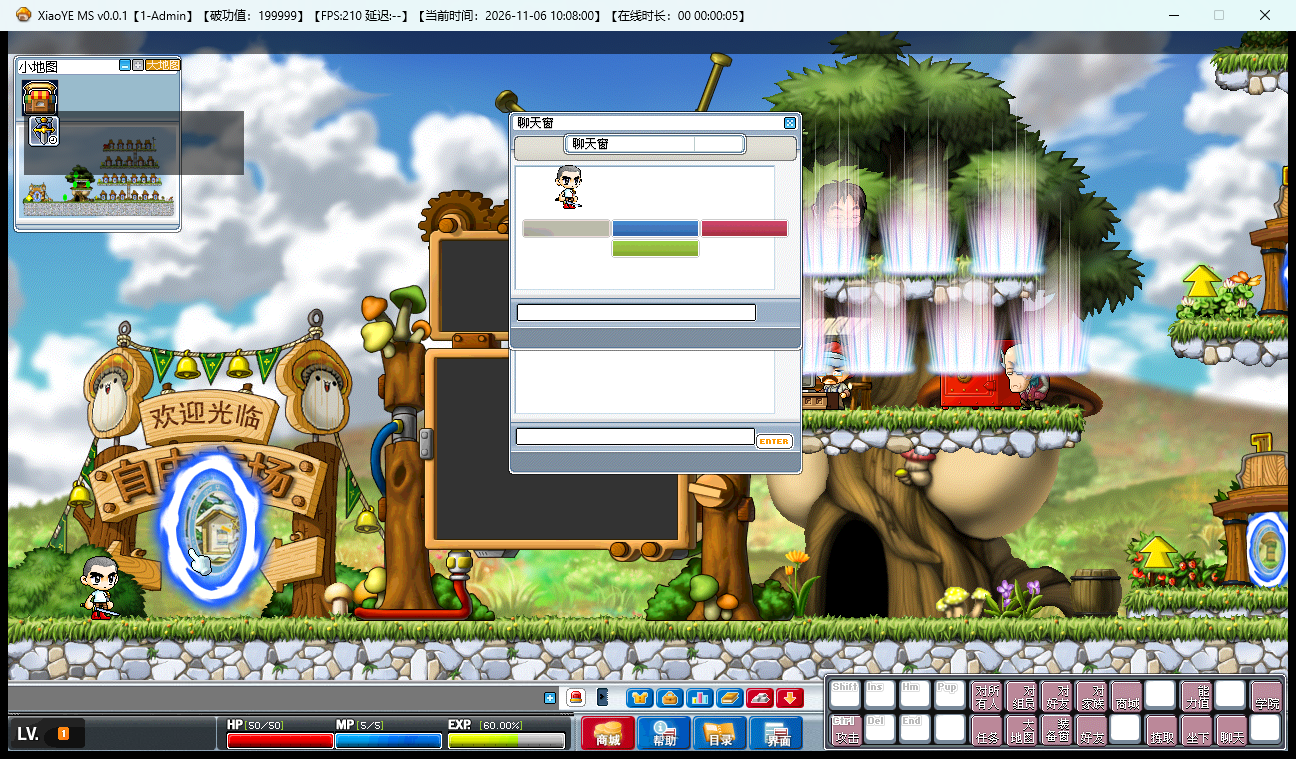 XiaoYE MS v0.0.1【1-Admin】【破功值：199999】【FPS:210 延迟:--】【当前时间：2026-11-06 10:08:00】【在线时长：00 00:00:05】
小地图
大地图
聊天窗
聊天窗
欢迎光临
自由市场
ENTER
Shift
Ins
Hm
Pup
对所有人
对组员
对好友
对家族
商城
能力值
学院
Ctrl
攻击
Del
End
任务
大地图
装备窗
好友
拾取
坐下
聊天
LV. 1
HP [50/50]
MP [5/5]
EXP. [60.00%]
商城
帮助
目录
界面